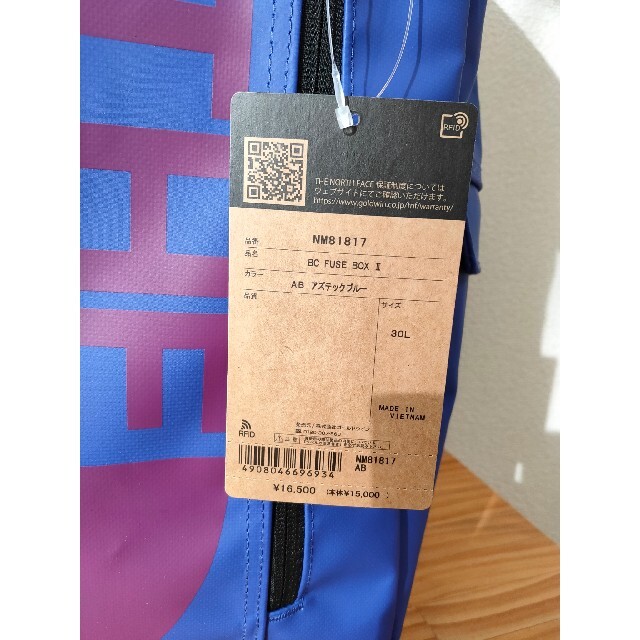 RFID
THE NORTH FACE 保証制度については
ウェブサイトにてご確認いただけます。
https://www.goldwin.co.jp/tnf/warranty/
品番 NM81817
品名 BC FUSE BOX Ⅱ
カラー AB アズテックブルー
品質
サイズ
30L
MADE IN
VIETNAM
RFID
NM81817
AB
4908046696934
¥16,500 (本体¥15,000)